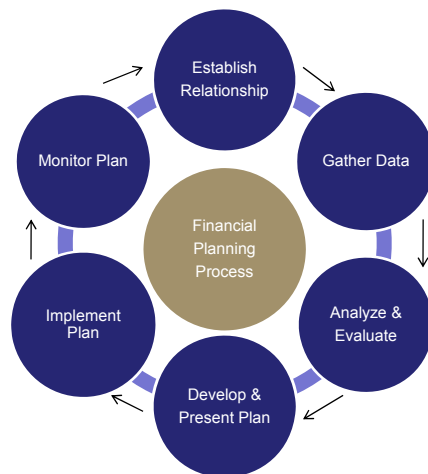 Establish
Relationship
Gather Data
Analyze &
Evaluate
Develop &
Present Plan
Implement
Plan
Monitor Plan
Financial
Planning
Process